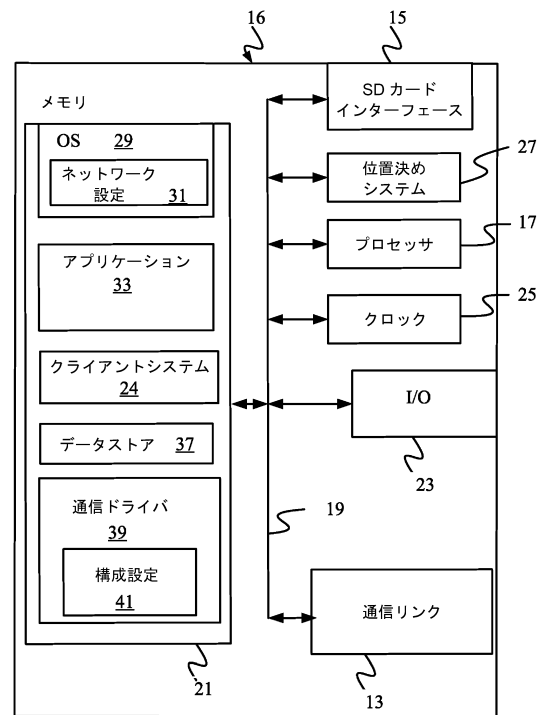 16
15
メモリ
SD カード
インターフェース
OS 29
ネットワーク
設定 31
位置決め
システム
27
プロセッサ
17
アプリケーション
33
クロック
25
クライアントシステム
24
I/O
23
データストア 37
通信ドライバ
39
構成設定
41
19
通信リンク
21
13